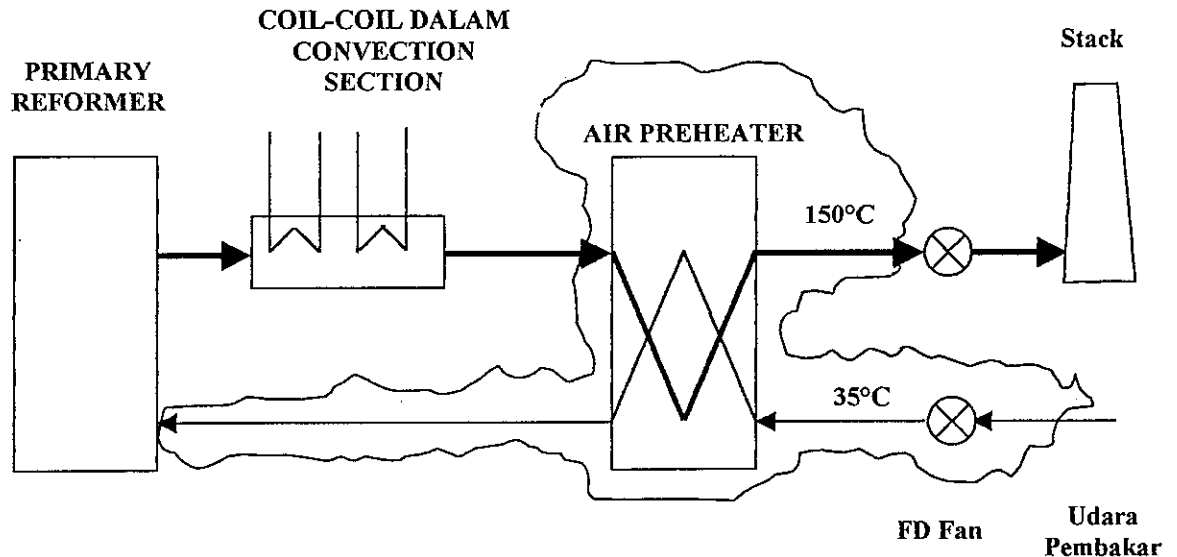 COIL-COIL DALAM
CONVECTION
SECTION
Stack
PRIMARY
REFORMER
AIR PREHEATER
150°C
35°C
FD Fan
Udara
Pembakar